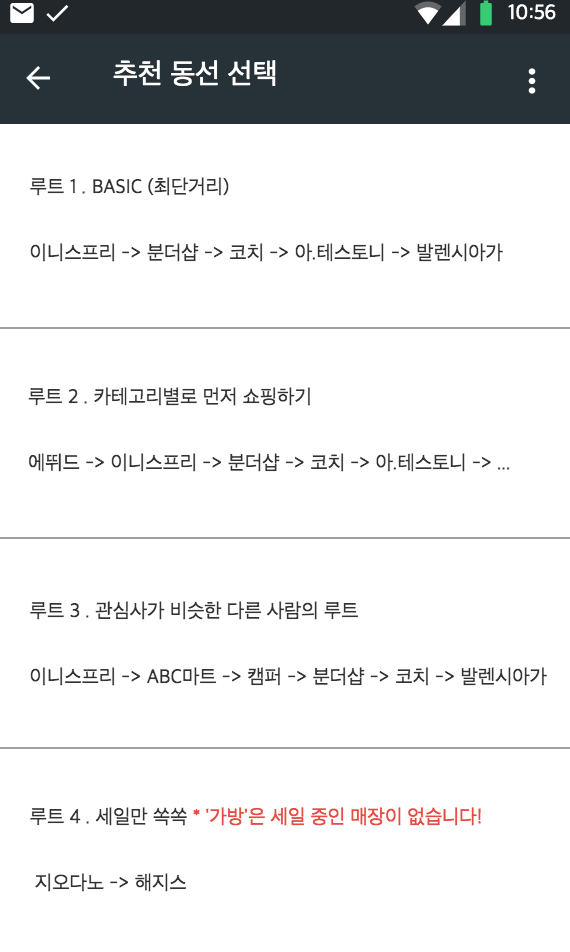 10:56
추천 동선 선택
루트 1 . BASIC (최단거리)
이니스프리 -> 분더샵 -> 코치 -> 아.테스토니 -> 발렌시아가
루트 2 . 카테고리별로 먼저 쇼핑하기
에뛰드 -> 이니스프리 -> 분더샵 -> 코치 -> 아.테스토니 -> ...
루트 3 . 관심사가 비슷한 다른 사람의 루트
이니스프리 -> ABC마트 -> 캠퍼 -> 분더샵 -> 코치 -> 발렌시아가
루트 4 . 세일만 쏙쏙 * '가방'은 세일 중인 매장이 없습니다!
지오다노 -> 해지스